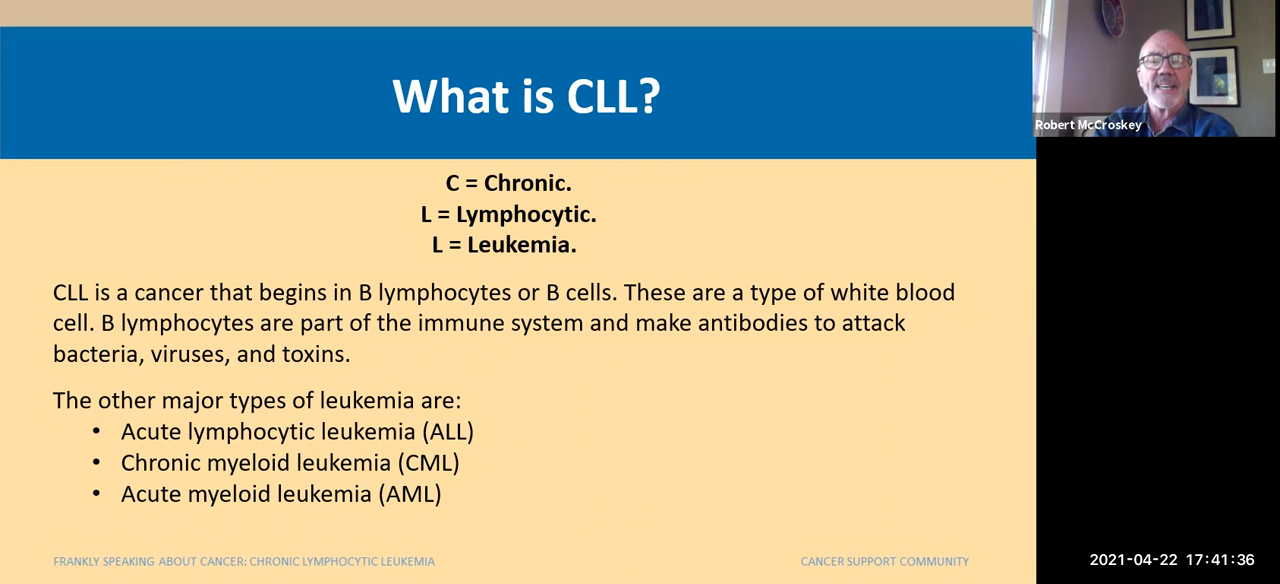 What is CLL?
Robert McCroskey
C = Chronic.
L = Lymphocytic.
L = Leukemia.
CLL is a cancer that begins in B lymphocytes or B cells. These are a type of white blood
cell. B lymphocytes are part of the immune system and make antibodies to attack
bacteria, viruses, and toxins.
The other major types of leukemia are:
• Acute lymphocytic leukemia (ALL)
• Chronic myeloid leukemia (CML)
• Acute myeloid leukemia (AML)
FRANKLY SPEAKING ABOUT CANCER: CHRONIC LYMPHOCYTIC LEUKEMIA
CANCER SUPPORT COMMUNITY
2021-04-22 17:41:36